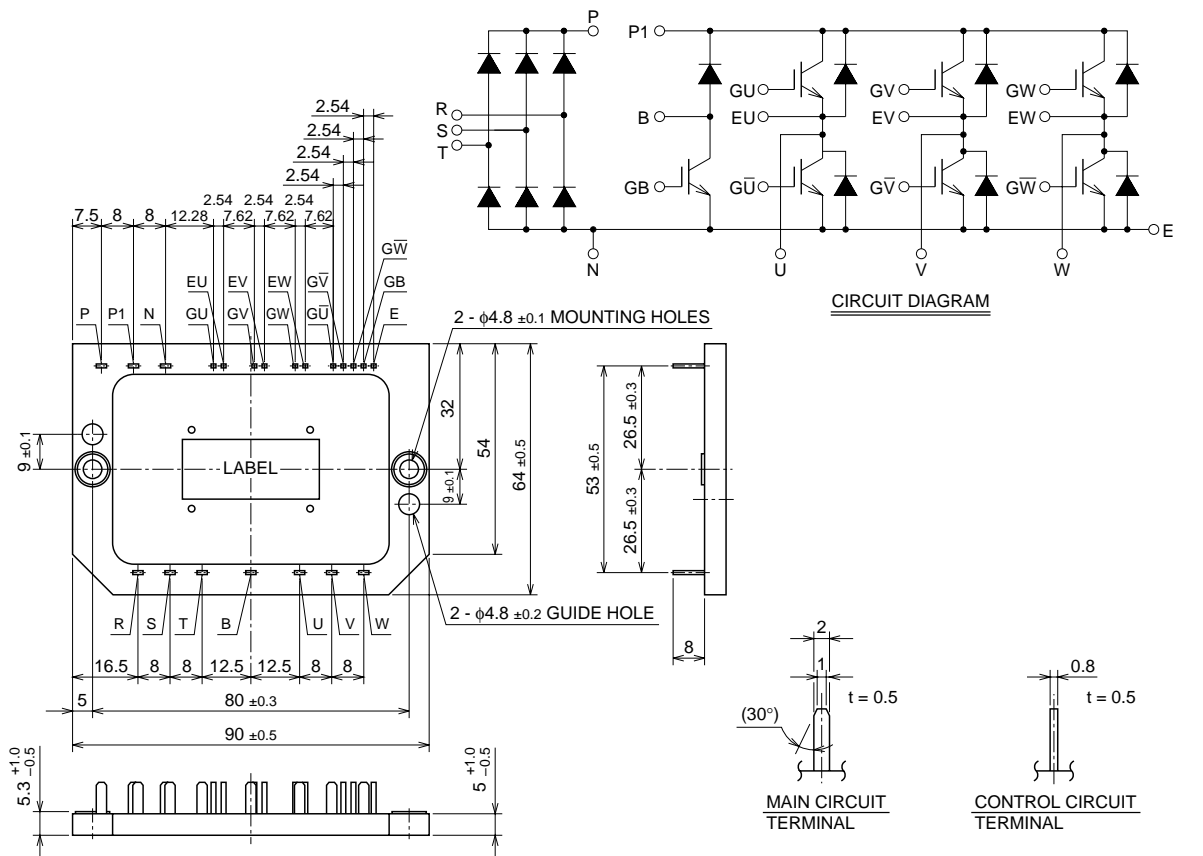 P
P1
R
S
T
B
GB
GU
EU
GU̅
GV
EV
GV̅
GW
EW
GW̅
E
N
U
V
W
CIRCUIT DIAGRAM
2.54
2.54
2.54
2.54
2.54 2.54 2.54
7.5 8 8 12.28 7.62 7.62 7.62
GW̅
EU EV EW GV̅ GB
P P1 N GU GV GW GU̅ E
2 - ϕ4.8 ±0.1 MOUNTING HOLES
9 ±0.1
LABEL
32
54
64 ±0.5
9 ±0.1
53 ±0.5
26.5 ±0.3
26.5 ±0.3
8
2 - ϕ4.8 ±0.2 GUIDE HOLE
R S T B U V W
16.5 8 8 12.5 12.5 8 8
5 80 ±0.3
90 ±0.5
5.3 +1.0 −0.5
5 +1.0 −0.5
2
1
t = 0.5
(30°)
MAIN CIRCUIT
TERMINAL
0.8
t = 0.5
CONTROL CIRCUIT
TERMINAL